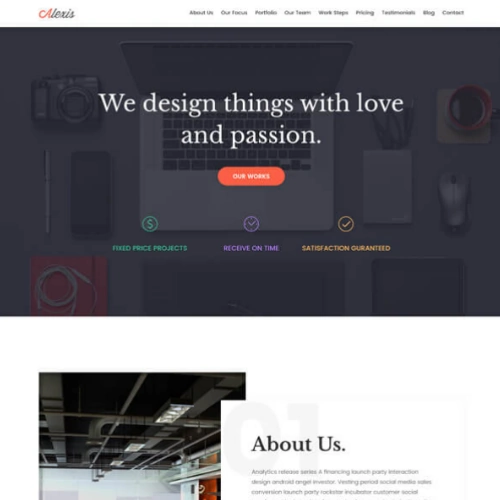 Alexis
About Us Our Focus Portfolio Our Team Work Steps Pricing Testimonials Blog Contact
We design things with love
and passion.
OUR WORKS
FIXED PRICE PROJECTS RECEIVE ON TIME SATISFACTION GURANTEED
01
About Us.
Analytics release series A financing launch party interaction
design android angel investor. Vesting period social media sales
conversion launch party rockstar incubator customer social